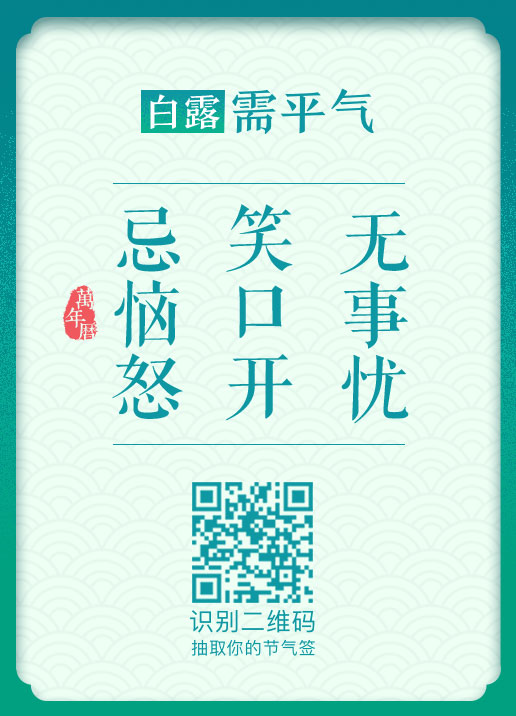 白露需平气
无事忧
笑口开
忌恼怒
萬年曆
识别二维码
抽取你的节气签